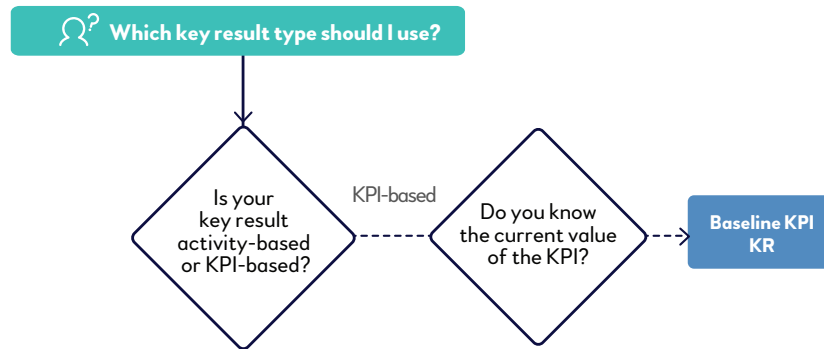 Which key result type should I use?
Is your
key result
activity-based
or KPI-based?
KPI-based
Do you know
the current value
of the KPI?
Baseline KPI
KR